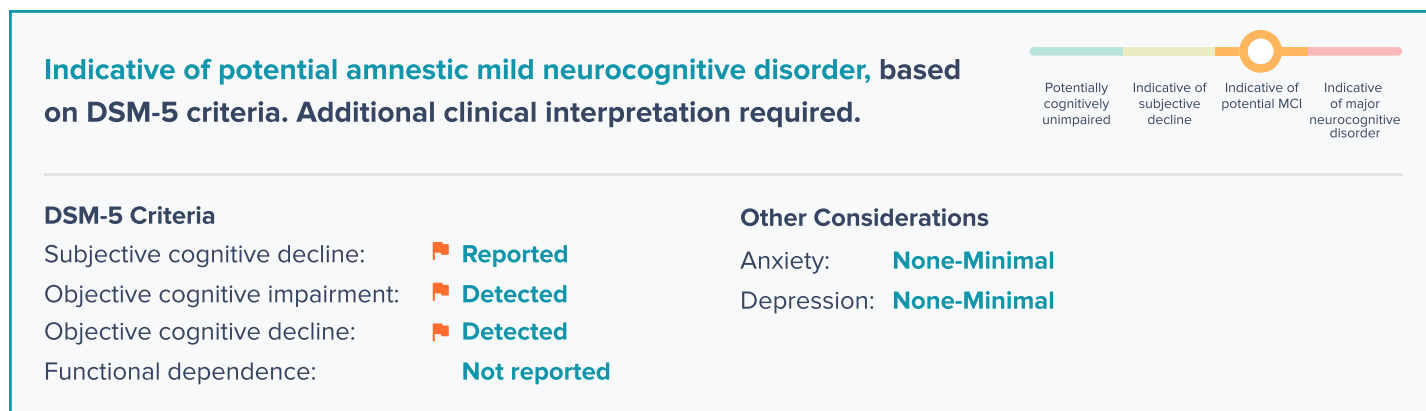 Indicative of potential amnestic mild neurocognitive disorder, based
on DSM-5 criteria. Additional clinical interpretation required.
Potentially
cognitively
unimpaired
Indicative of
subjective
decline
Indicative of
potential MCI
Indicative
of major
neurocognitive
disorder
DSM-5 Criteria
Subjective cognitive decline: Reported
Objective cognitive impairment: Detected
Objective cognitive decline: Detected
Functional dependence: Not reported
Other Considerations
Anxiety: None-Minimal
Depression: None-Minimal